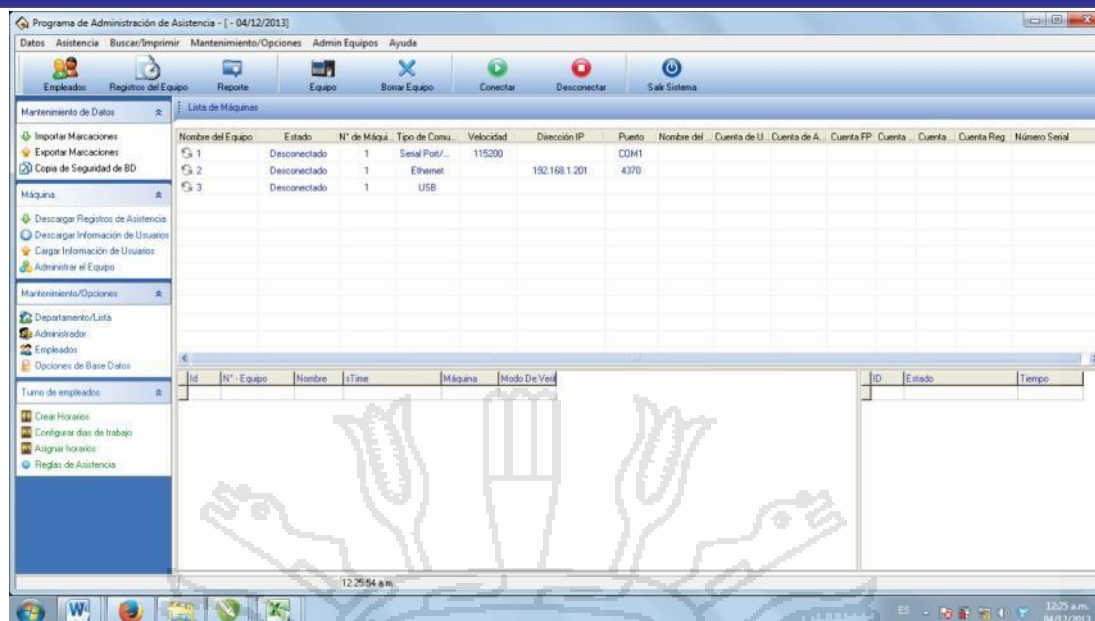 Programa de Administración de Asistencia - [ - 04/12/2013]
Datos Asistencia Buscar/Imprimir Mantenimiento/Opciones Admin Equipos Ayuda
Empleados Registros del Equipo Reporte Equipo Borrar Equipo Conectar Desconectar Salir Sistema
Mantenimiento de Datos
Importar Marcaciones
Exportar Marcaciones
Copia de Seguridad de BD
Máquina
Descargar Registros de Asistencia
Descargar Información de Usuarios
Cargar Información de Usuarios
Administrar el Equipo
Mantenimiento/Opciones
Departamento/Lista
Administrador
Empleados
Opciones de Base Datos
Turno de empleados
Crear Horarios
Configurar dias de trabajo
Asignar horarios
Reglas de Asistencia
Lista de Máquinas
Nombre del Equipo Estado N° de Máqui... Tipo de Comu... Velocidad Dirección IP Puerto Nombre del ... Cuenta de U... Cuenta de A... Cuenta FP Cuenta ... Cuenta ... Cuenta Reg Número Serial
1 Desconectado 1 Serial Port/... 115200 COM1
2 Desconectado 1 Ethernet 192.168.1.201 4370
3 Desconectado 1 USB
Id N° - Equipo Nombre sTime Máquina Modo De Veri
ID Estado Tiempo
12:25:54 a.m.
ES 12:25 a.m.
04/12/2013